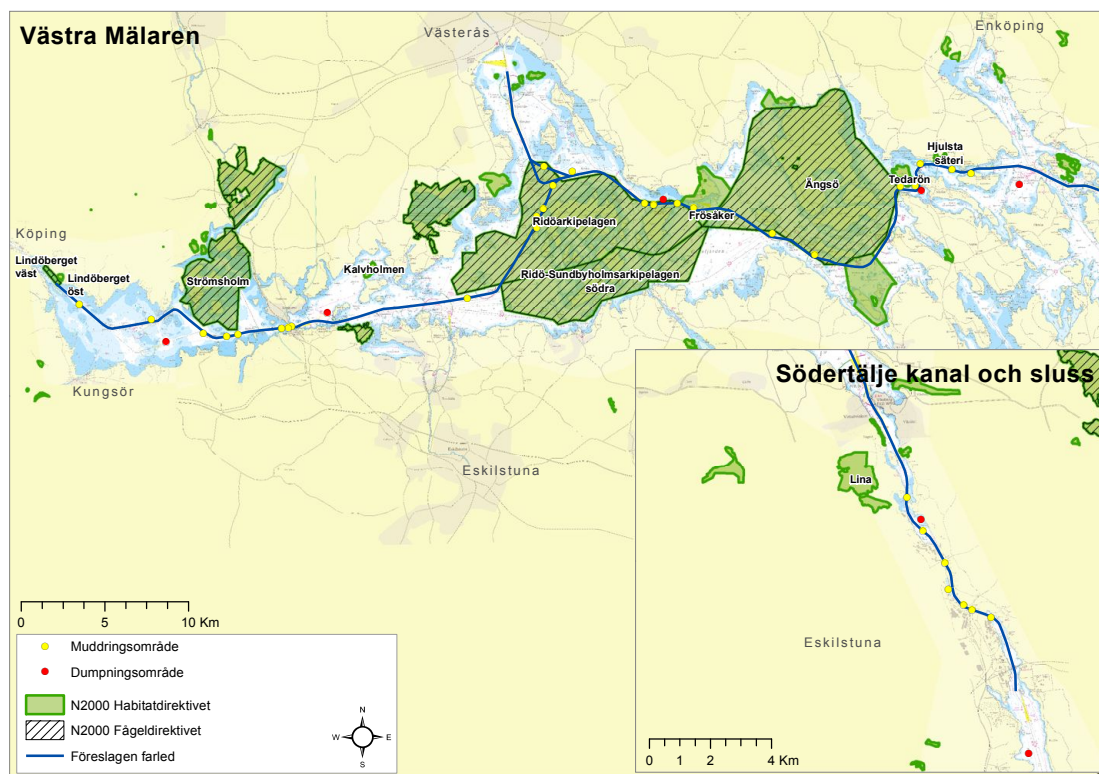 Västra Mälaren
Västerås
Enköping
Hjulsta
säteri
Tedarön
Ängsö
Frösåker
Ridöarkipelagen
Ridö-Sundbyholmsarkipelagen
södra
Köping
Lindöberget
väst
Lindöberget
öst
Strömsholm
Kalvholmen
Kungsör
Eskilstuna
Södertälje kanal och sluss
Lina
Eskilstuna
0 5 10 Km
Muddringsområde
Dumpningsområde
N2000 Habitatdirektivet
N2000 Fågeldirektivet
Föreslagen farled
N
W E
S
0 1 2 4 Km